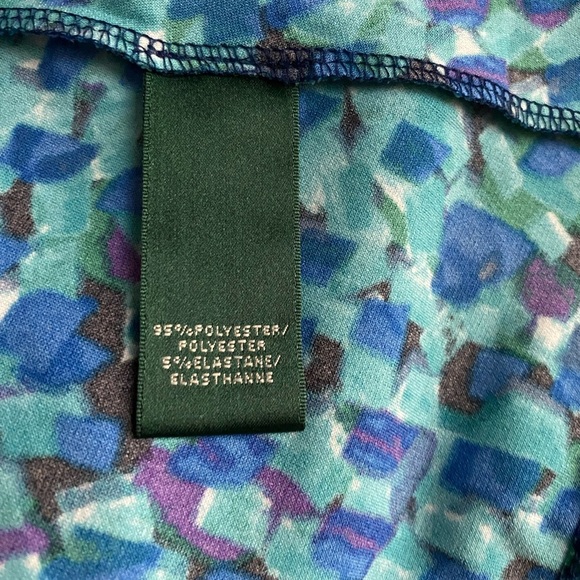 95%POLYESTER/
POLYESTER
5%ELASTANE/
ELASTHANNE